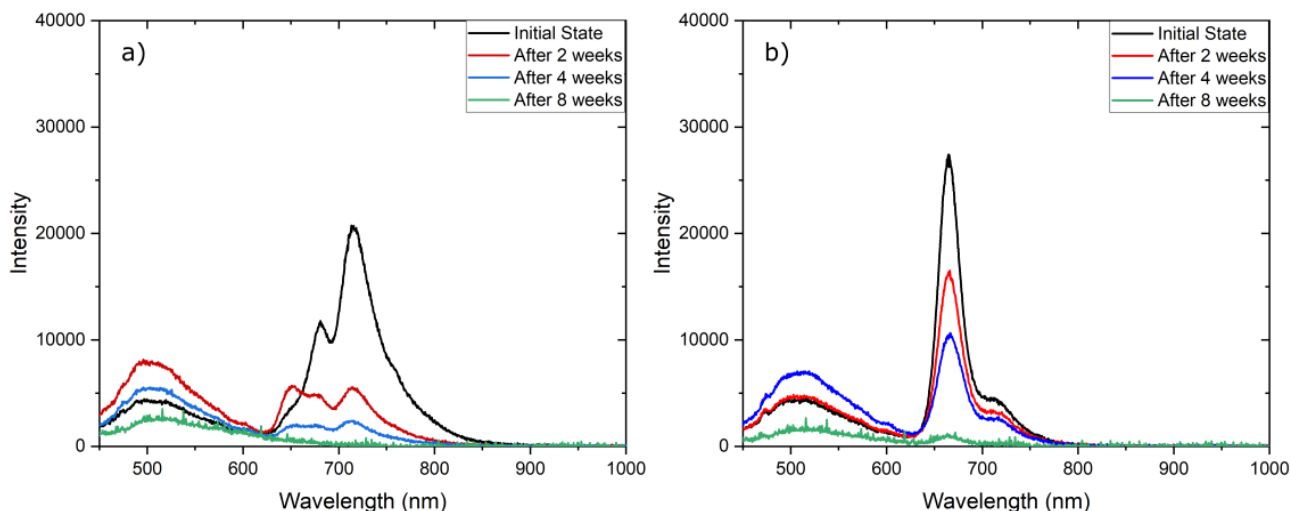 a)
Initial State
After 2 weeks
After 4 weeks
After 8 weeks
40000
30000
20000
10000
0
Intensity
500 600 700 800 900 1000
Wavelength (nm)
b)
Initial State
After 2 weeks
After 4 weeks
After 8 weeks
40000
30000
20000
10000
0
Intensity
500 600 700 800 900 1000
Wavelength (nm)